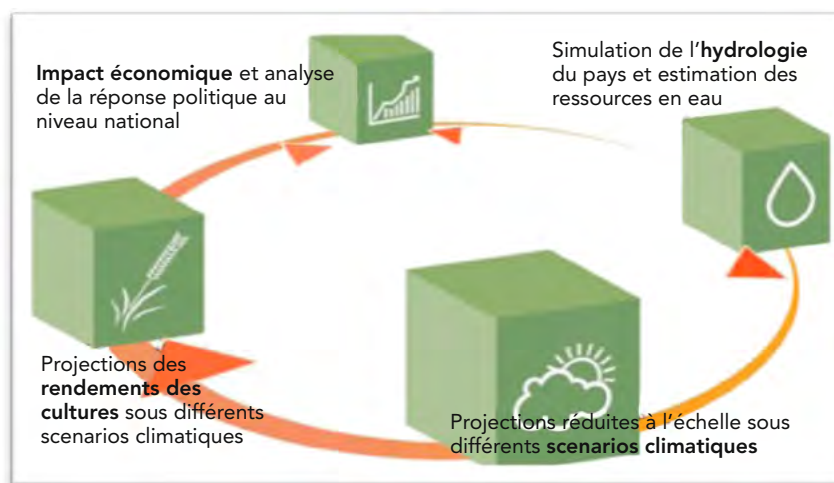 Impact économique et analyse
de la réponse politique au
niveau national
Simulation de l'hydrologie
du pays et estimation des
ressources en eau
Projections des
rendements des
cultures sous différents
scenarios climatiques
Projections réduites à l'échelle sous
différents scenarios climatiques